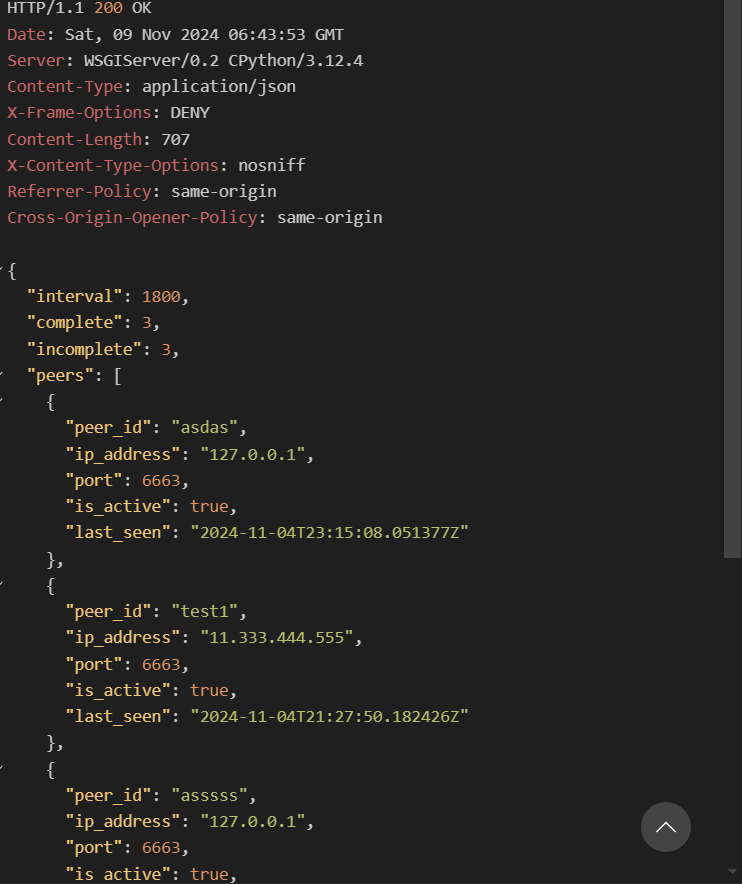 HTTP/1.1 200 OK
Date: Sat, 09 Nov 2024 06:43:53 GMT
Server: WSGIServer/0.2 CPython/3.12.4
Content-Type: application/json
X-Frame-Options: DENY
Content-Length: 707
X-Content-Type-Options: nosniff
Referrer-Policy: same-origin
Cross-Origin-Opener-Policy: same-origin

{
  "interval": 1800,
  "complete": 3,
  "incomplete": 3,
  "peers": [
    {
      "peer_id": "asdas",
      "ip_address": "127.0.0.1",
      "port": 6663,
      "is_active": true,
      "last_seen": "2024-11-04T23:15:08.051377Z"
    },
    {
      "peer_id": "test1",
      "ip_address": "11.333.444.555",
      "port": 6663,
      "is_active": true,
      "last_seen": "2024-11-04T21:27:50.182426Z"
    },
    {
      "peer_id": "asssss",
      "ip_address": "127.0.0.1",
      "port": 6663,
      "is_active": true,